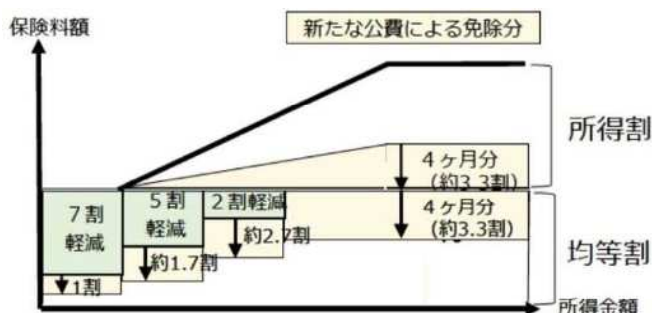 保険料額
新たな公費による免除分
所得割
4ヶ月分
(約3.3割)
7割
軽減
5割
軽減
2割軽減
4ヶ月分
(約3.3割)
約2.7割
約1.7割
1割
均等割
所得金額